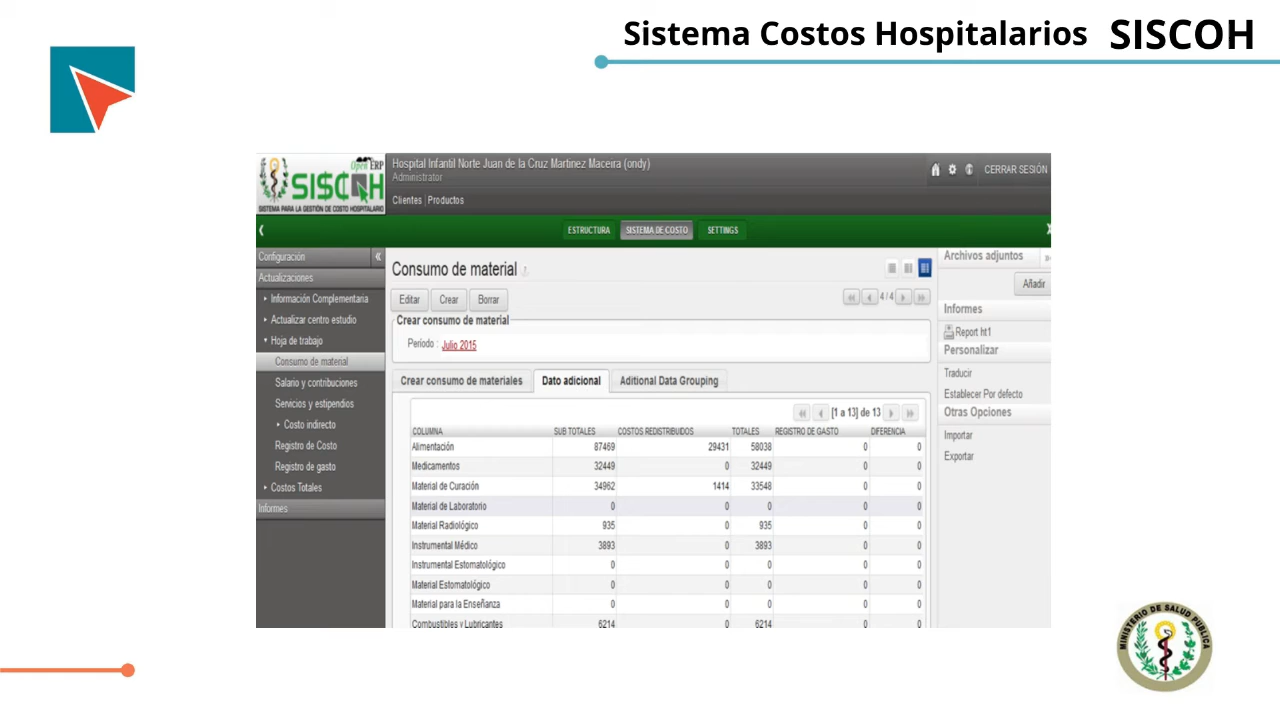 Sistema Costos Hospitalarios SISCOH
OpenERP
SISCOH
SISTEMA PARA LA GESTIÓN DE COSTO HOSPITALARIO
Hospital Infantil Norte Juan de la Cruz Martinez Maceira (ondy)
Administrator
CERRAR SESIÓN
Clientes Productos
ESTRUCTURA SISTEMA DE COSTO SETTINGS
Configuración
Actualizaciones
Información Complementaria
Actualizar centro estudio
Hoja de trabajo
Consumo de material
Salario y contribuciones
Servicios y estipendios
Costo indirecto
Registro de Costo
Registro de gasto
Costos Totales
Informes
Consumo de material ?
Editar Crear Borrar
4 / 4
Crear consumo de material
Periodo : Julio 2015
Crear consumo de materiales Dato adicional Aditional Data Grouping
[1 a 13] de 13
COLUMNA SUB TOTALES COSTOS REDISTRIBUIDOS TOTALES REGISTRO DE GASTO DIFERENCIA
Alimentación 87469 29431 58038 0 0
Medicamentos 32449 0 32449 0 0
Material de Curación 34962 1414 33548 0 0
Material de Laboratorio 0 0 0 0 0
Material Radiológico 935 0 935 0 0
Instrumental Médico 3893 0 3893 0 0
Instrumental Estomatológico 0 0 0 0 0
Material Estomatológico 0 0 0 0 0
Material para la Enseñanza 0 0 0 0 0
Combustibles y Lubricantes 6214 0 6214 0 0
Archivos adjuntos
Añadir
Informes
Report ht1
Personalizar
Traducir
Establecer Por defecto
Otras Opciones
Importar
Exportar
MINISTERIO DE SALUD PUBLICA